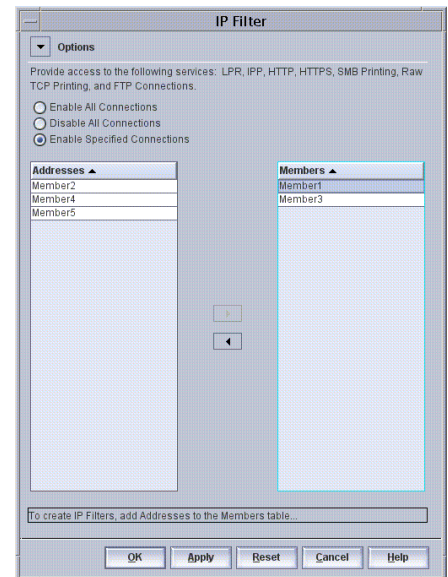 IP Filter
Options
Provide access to the following services: LPR, IPP, HTTP, HTTPS, SMB Printing, Raw
TCP Printing, and FTP Connections.
Enable All Connections
Disable All Connections
Enable Specified Connections
Addresses
Member2
Member4
Member5
Members
Member1
Member3
To create IP Filters, add Addresses to the Members table...
OK Apply Reset Cancel Help